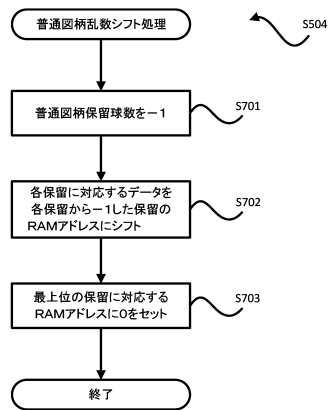 普通図柄乱数シフト処理
S504
普通図柄保留球数を－1
S701
各保留に対応するデータを
各保留から－1した保留の
RAMアドレスにシフト
S702
最上位の保留に対応する
RAMアドレスに0をセット
S703
終了